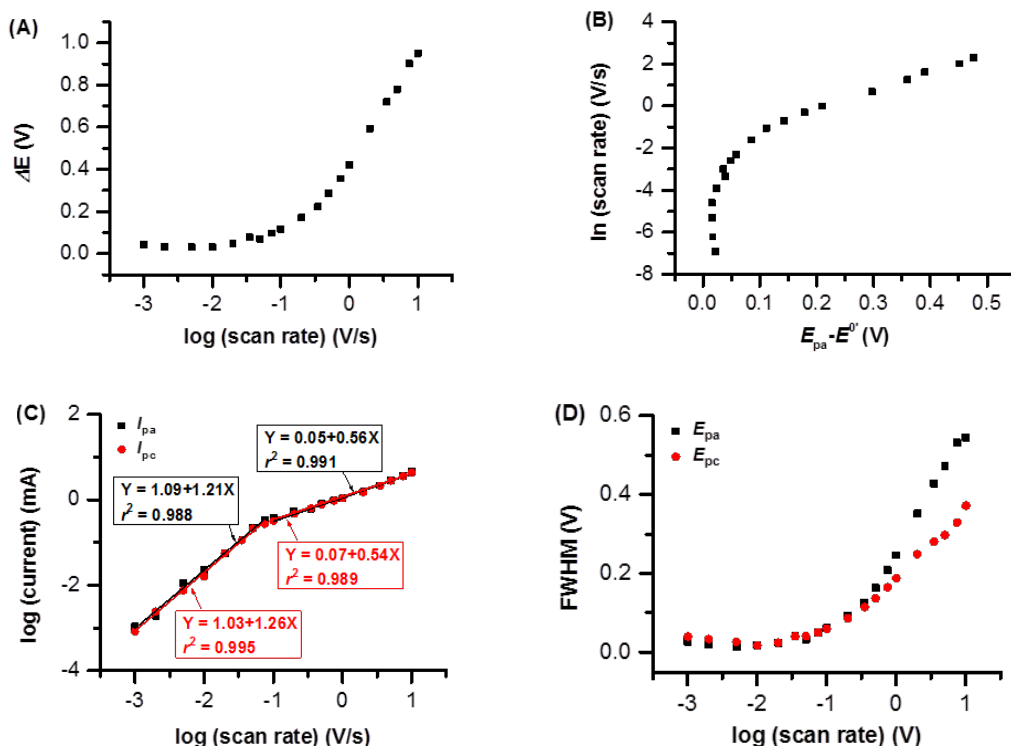 (A)
1.0
0.8
0.6
0.4
0.2
0.0
ΔE (V)
-3 -2 -1 0 1
log (scan rate) (V/s)
(B)
4
2
0
-2
-4
-6
-8
ln (scan rate) (V/s)
0.0 0.1 0.2 0.3 0.4 0.5
Epa-E0' (V)
(C)
Ipa
Ipc
2
0
-2
-4
log (current) (mA)
Y = 0.05+0.56X
r2 = 0.991
Y = 1.09+1.21X
r2 = 0.988
Y = 0.07+0.54X
r2 = 0.989
Y = 1.03+1.26X
r2 = 0.995
-3 -2 -1 0 1
log (scan rate) (V/s)
(D)
Epa
Epc
0.6
0.4
0.2
0.0
FWHM (V)
-3 -2 -1 0 1
log (scan rate) (V)